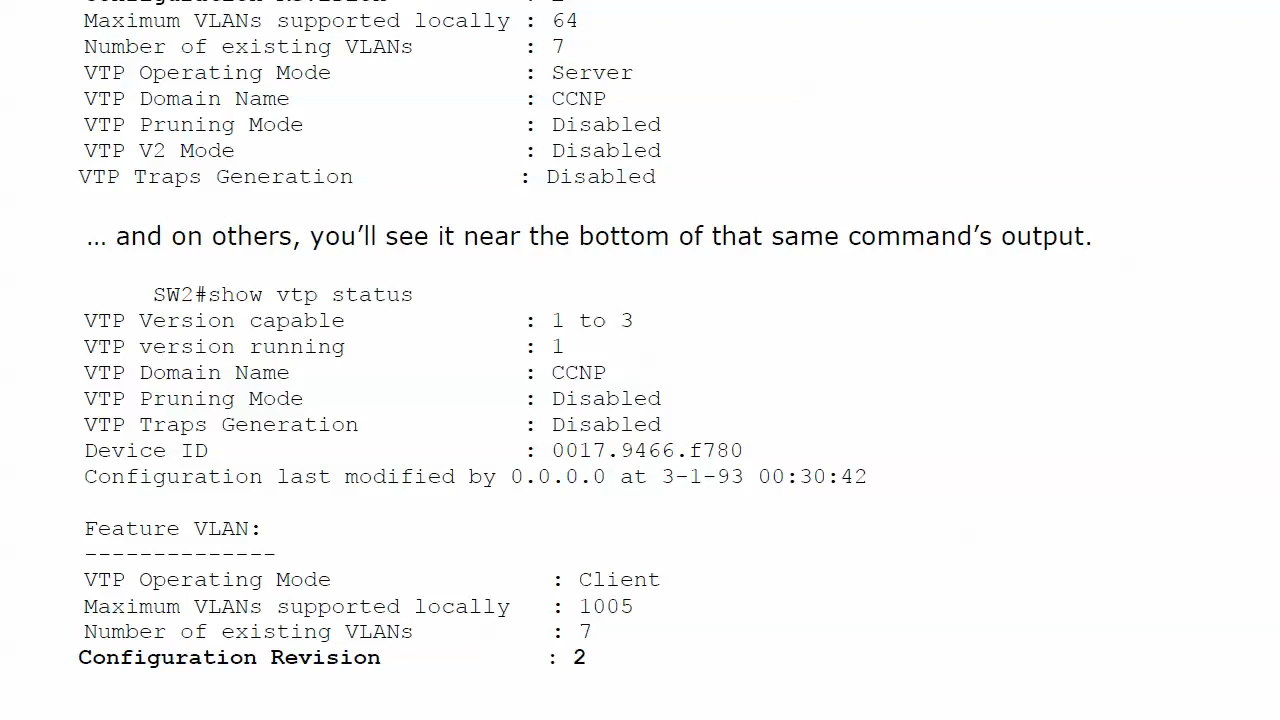 Configuration Revision : 2
Maximum VLANs supported locally : 64
Number of existing VLANs : 7
VTP Operating Mode : Server
VTP Domain Name : CCNP
VTP Pruning Mode : Disabled
VTP V2 Mode : Disabled
VTP Traps Generation : Disabled
… and on others, you’ll see it near the bottom of that same command’s output.
SW2#show vtp status
VTP Version capable : 1 to 3
VTP version running : 1
VTP Domain Name : CCNP
VTP Pruning Mode : Disabled
VTP Traps Generation : Disabled
Device ID : 0017.9466.f780
Configuration last modified by 0.0.0.0 at 3-1-93 00:30:42
Feature VLAN:
--------------
VTP Operating Mode : Client
Maximum VLANs supported locally : 1005
Number of existing VLANs : 7
Configuration Revision : 2